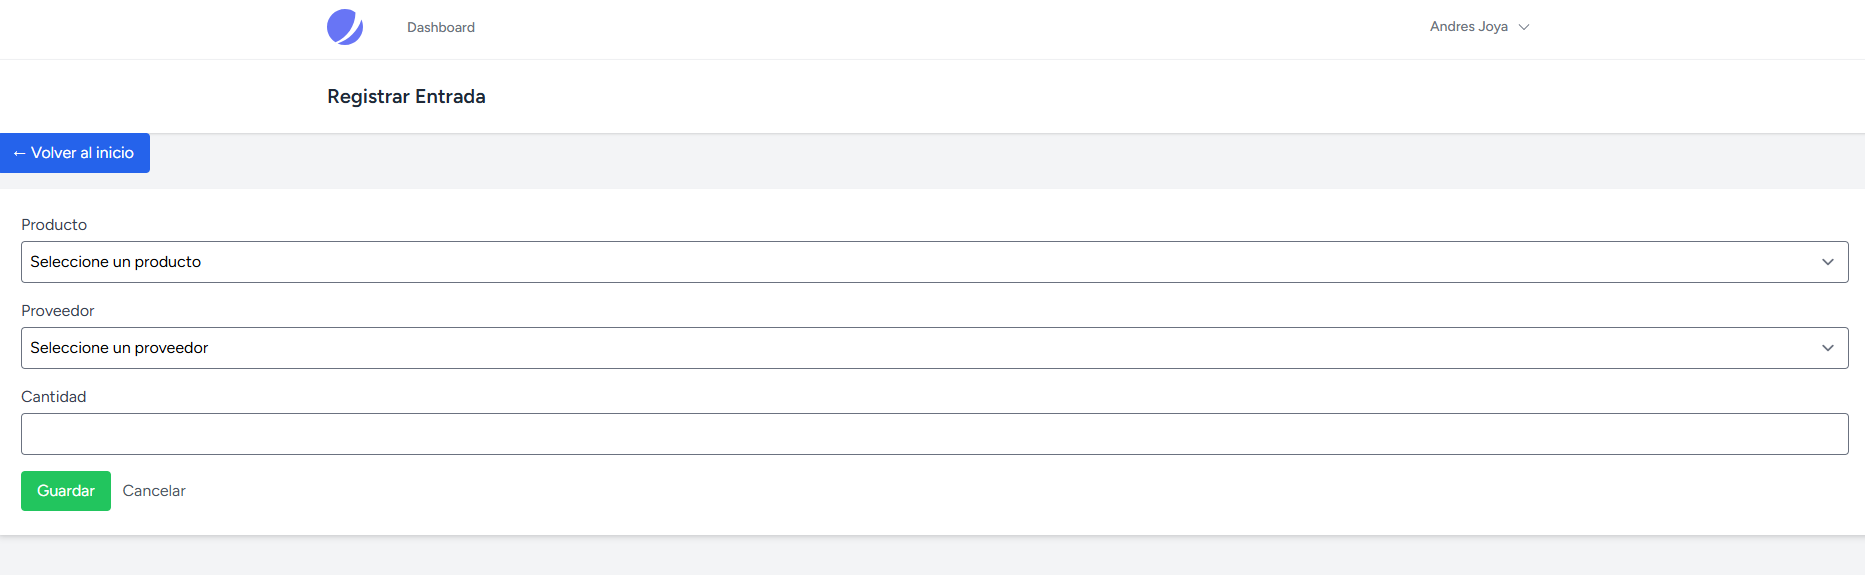 Dashboard
Andres Joya
Registrar Entrada
← Volver al inicio
Producto
Seleccione un producto
Proveedor
Seleccione un proveedor
Cantidad
Guardar
Cancelar